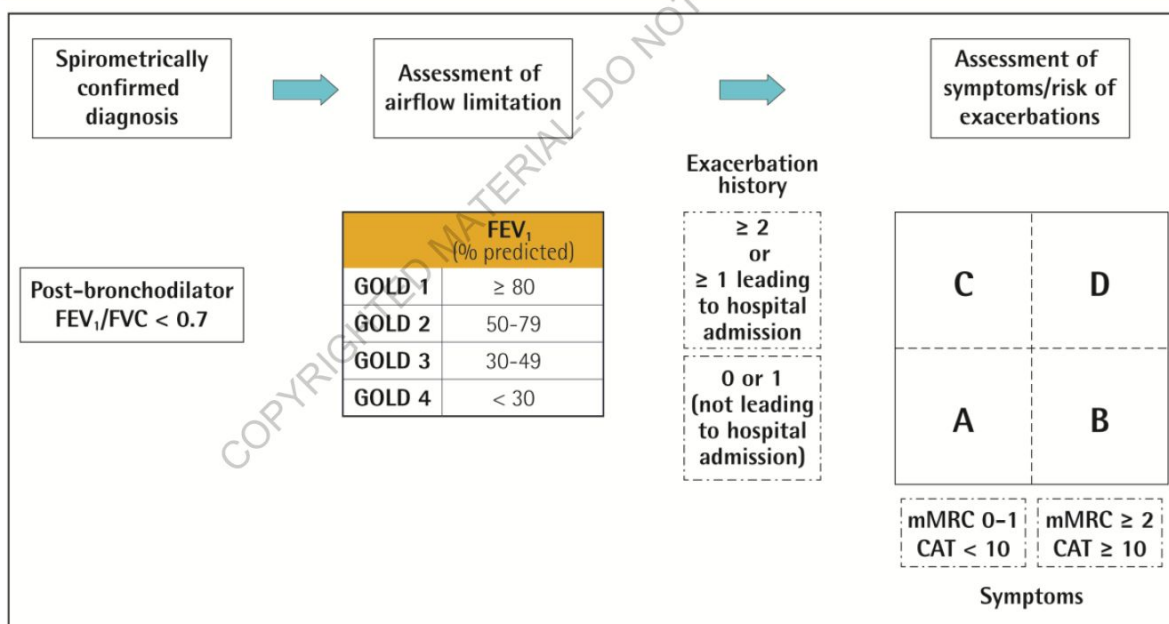 Spirometrically
confirmed
diagnosis
Assessment of
airflow limitation
Assessment of
symptoms/risk of
exacerbations
COPYRIGHTED MATERIAL- DO NOT
Post-bronchodilator
FEV₁/FVC < 0.7
FEV₁
(% predicted)
GOLD 1 ≥ 80
GOLD 2 50-79
GOLD 3 30-49
GOLD 4 < 30
Exacerbation
history
≥ 2
or
≥ 1 leading
to hospital
admission
0 or 1
(not leading
to hospital
admission)
C D
A B
mMRC 0-1 mMRC ≥ 2
CAT < 10 CAT ≥ 10
Symptoms